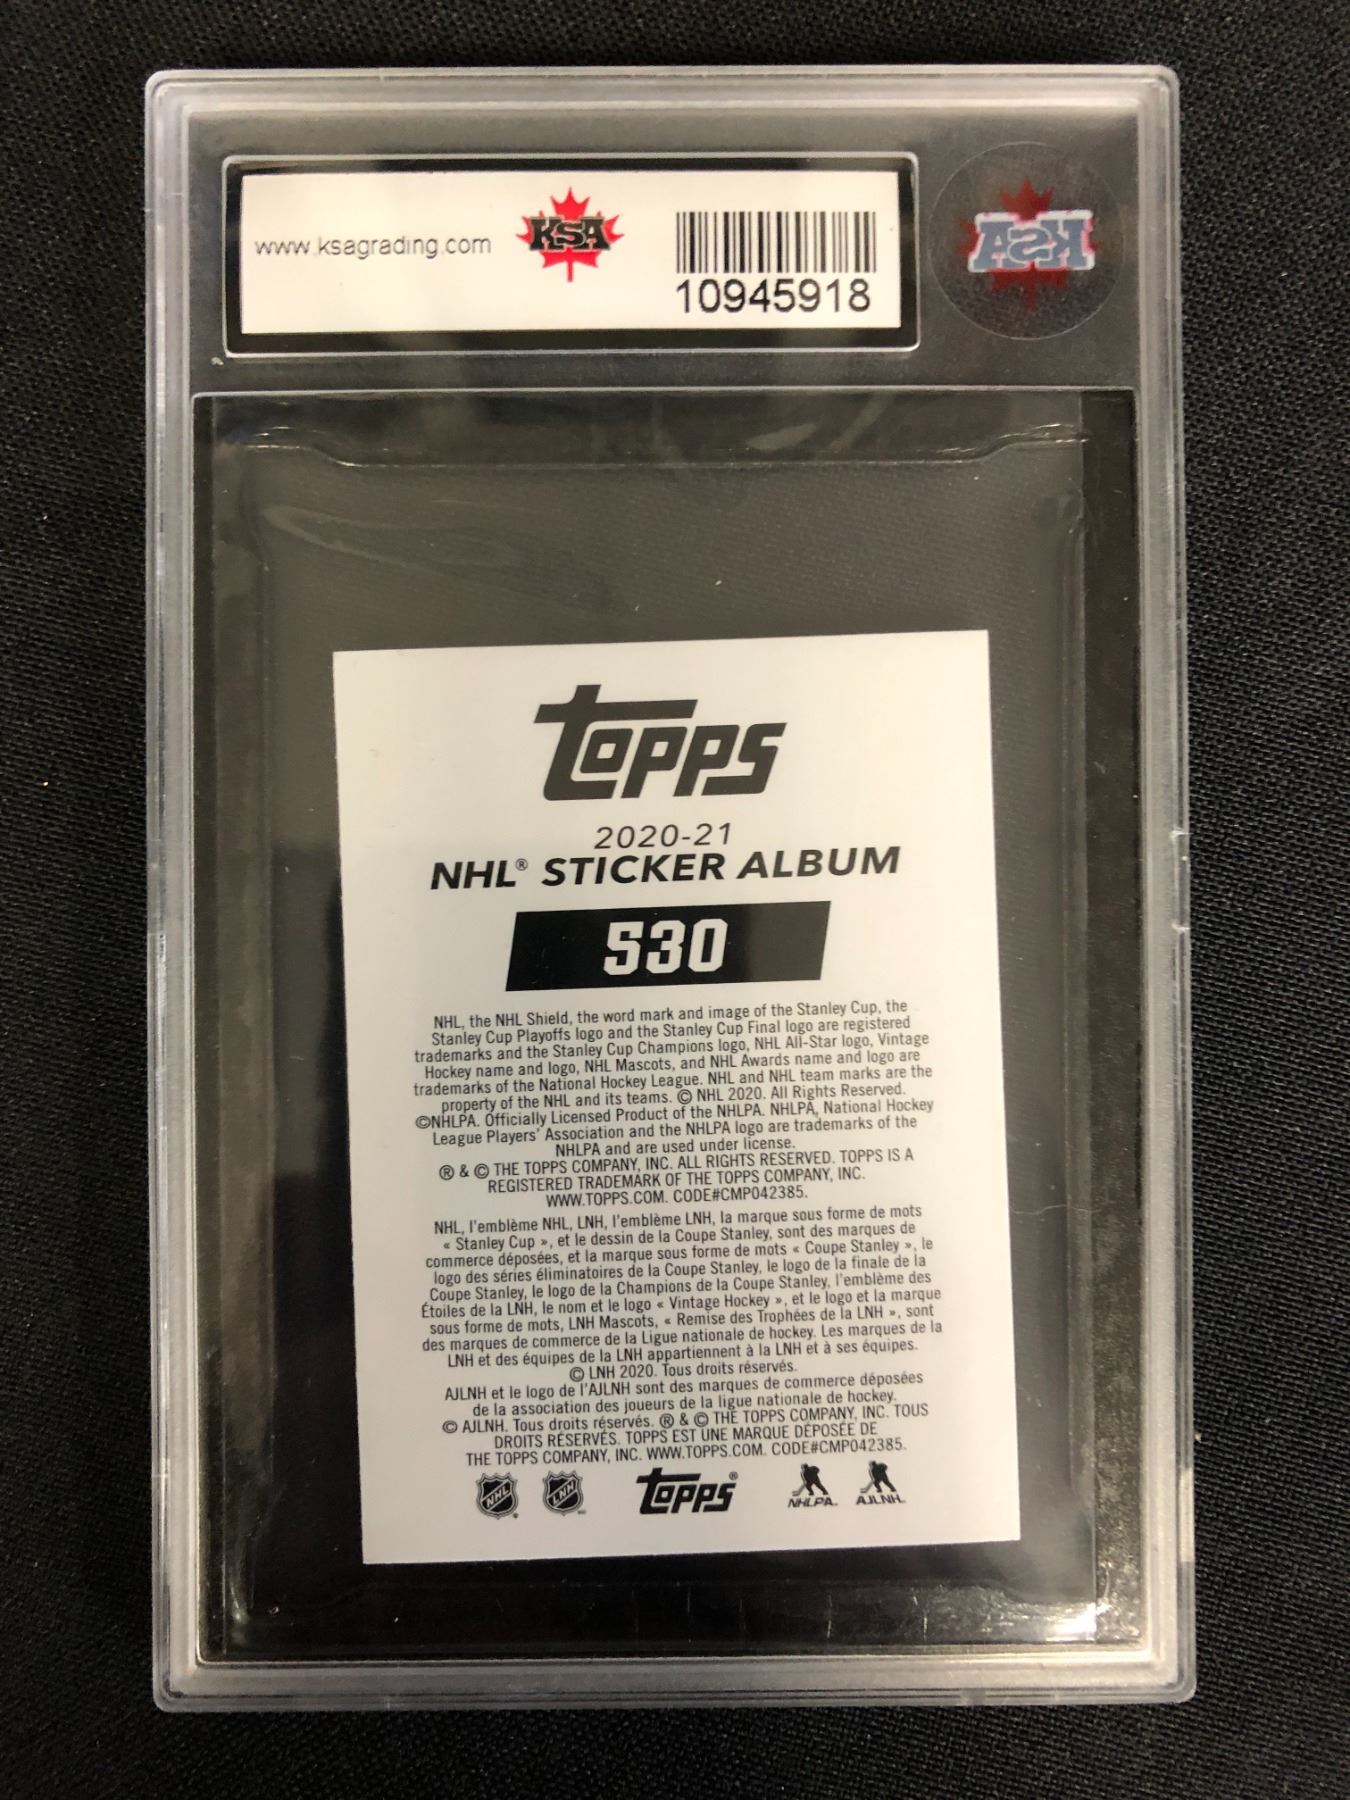 www.ksagrading.com
KSA
10945918
KSA
topps
2020-21
NHL® STICKER ALBUM
530
NHL, the NHL Shield, the word mark and image of the Stanley Cup, the
Stanley Cup Playoffs logo and the Stanley Cup Final logo are registered
trademarks and the Stanley Cup Champions logo, NHL All-Star logo, Vintage
Hockey name and logo, NHL Mascots, and NHL Awards name and logo are
trademarks of the National Hockey League. NHL and NHL team marks are the
property of the NHL and its teams. © NHL 2020. All Rights Reserved.
©NHLPA. Officially Licensed Product of the NHLPA. NHLPA, National Hockey
League Players' Association and the NHLPA logo are trademarks of the
NHLPA and are used under license.
® & © THE TOPPS COMPANY, INC. ALL RIGHTS RESERVED. TOPPS IS A
REGISTERED TRADEMARK OF THE TOPPS COMPANY, INC.
WWW.TOPPS.COM. CODE#CMP042385.
NHL, l'emblème NHL, LNH, l'emblème LNH, la marque sous forme de mots
« Stanley Cup », et le dessin de la Coupe Stanley, sont des marques de
commerce déposées, et la marque sous forme de mots « Coupe Stanley », le
logo des séries éliminatoires de la Coupe Stanley, le logo de la finale de la
Coupe Stanley, le logo de la Champions de la Coupe Stanley, l'emblème des
Étoiles de la LNH, le nom et le logo « Vintage Hockey », et le logo et la marque
sous forme de mots, LNH Mascots, « Remise des Trophées de la LNH », sont
des marques de commerce de la Ligue nationale de hockey. Les marques de la
LNH et des équipes de la LNH appartiennent à la LNH et à ses équipes.
© LNH 2020. Tous droits réservés.
AJLNH et le logo de l'AJLNH sont des marques de commerce déposées
de la association des joueurs de la ligue nationale de hockey.
© AJLNH. Tous droits réservés. ® & © THE TOPPS COMPANY, INC. TOUS
DROITS RÉSERVÉS. TOPPS EST UNE MARQUE DÉPOSÉE DE
THE TOPPS COMPANY, INC. WWW.TOPPS.COM. CODE#CMP042385.
NHL LNH topps® NHLPA. AJLNH.